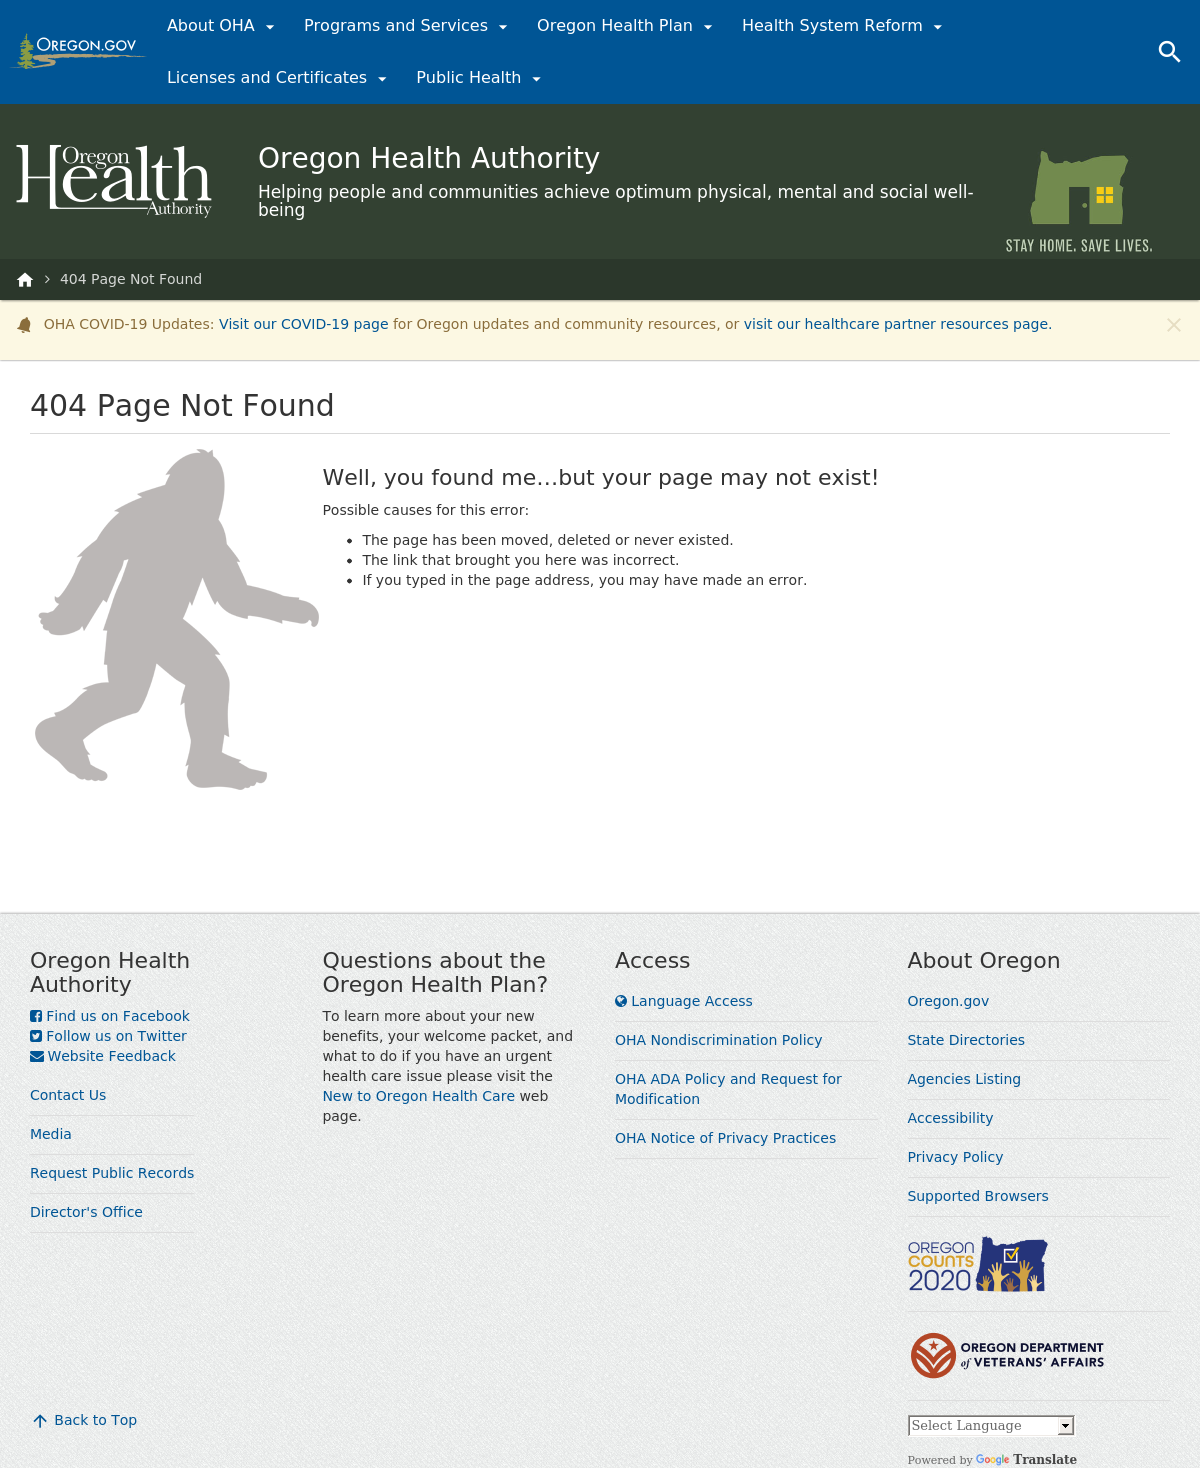 OREGON.GOV
About OHA
Programs and Services
Oregon Health Plan
Health System Reform
Licenses and Certificates
Public Health
Oregon
Health
Authority
Oregon Health Authority
Helping people and communities achieve optimum physical, mental and social well-
being
STAY HOME. SAVE LIVES.
404 Page Not Found
OHA COVID-19 Updates: Visit our COVID-19 page for Oregon updates and community resources, or visit our healthcare partner resources page.
404 Page Not Found
Well, you found me...but your page may not exist!
Possible causes for this error:
• The page has been moved, deleted or never existed.
• The link that brought you here was incorrect.
• If you typed in the page address, you may have made an error.
Oregon Health
Authority
Find us on Facebook
Follow us on Twitter
Website Feedback
Contact Us
Media
Request Public Records
Director's Office
Questions about the
Oregon Health Plan?
To learn more about your new
benefits, your welcome packet, and
what to do if you have an urgent
health care issue please visit the
New to Oregon Health Care web
page.
Access
Language Access
OHA Nondiscrimination Policy
OHA ADA Policy and Request for
Modification
OHA Notice of Privacy Practices
About Oregon
Oregon.gov
State Directories
Agencies Listing
Accessibility
Privacy Policy
Supported Browsers
OREGON
COUNTS
2020
OREGON DEPARTMENT
of VETERANS' AFFAIRS
Select Language
Powered by Google Translate
Back to Top